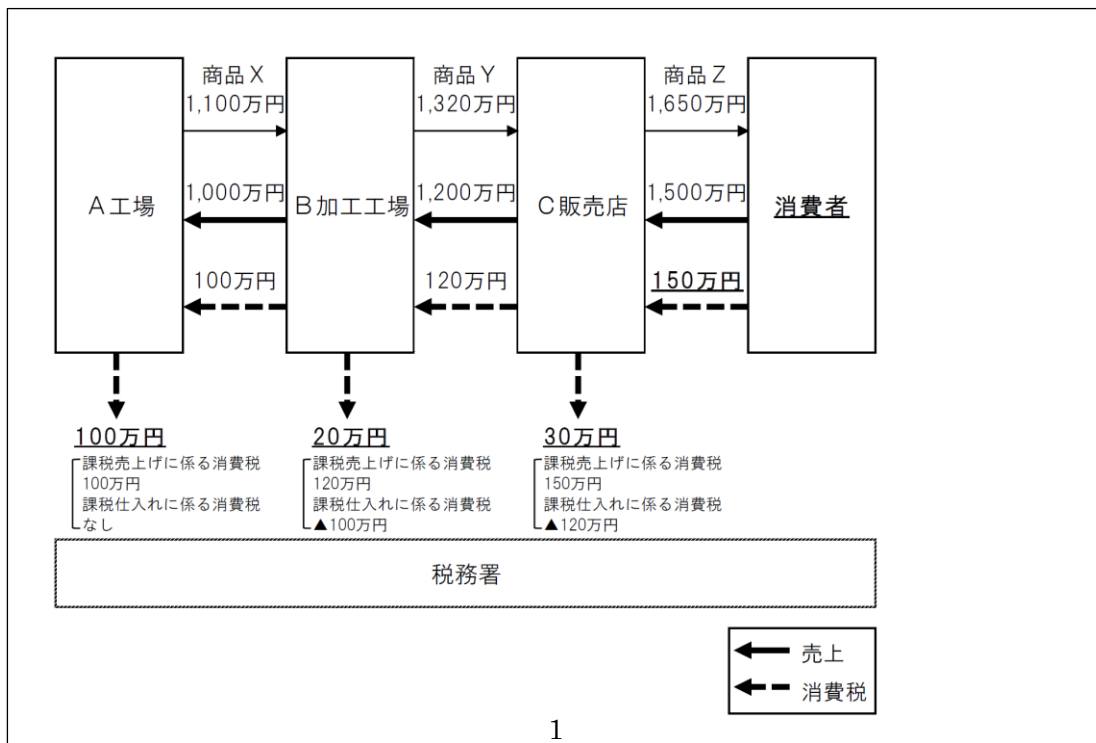 商品X
1,100万円
商品Y
1,320万円
商品Z
1,650万円
A工場
1,000万円
B加工工場
1,200万円
C販売店
1,500万円
消費者
100万円
120万円
150万円
100万円
課税売上げに係る消費税
100万円
課税仕入れに係る消費税
なし
20万円
課税売上げに係る消費税
120万円
課税仕入れに係る消費税
▲100万円
30万円
課税売上げに係る消費税
150万円
課税仕入れに係る消費税
▲120万円
税務署
売上
消費税
1